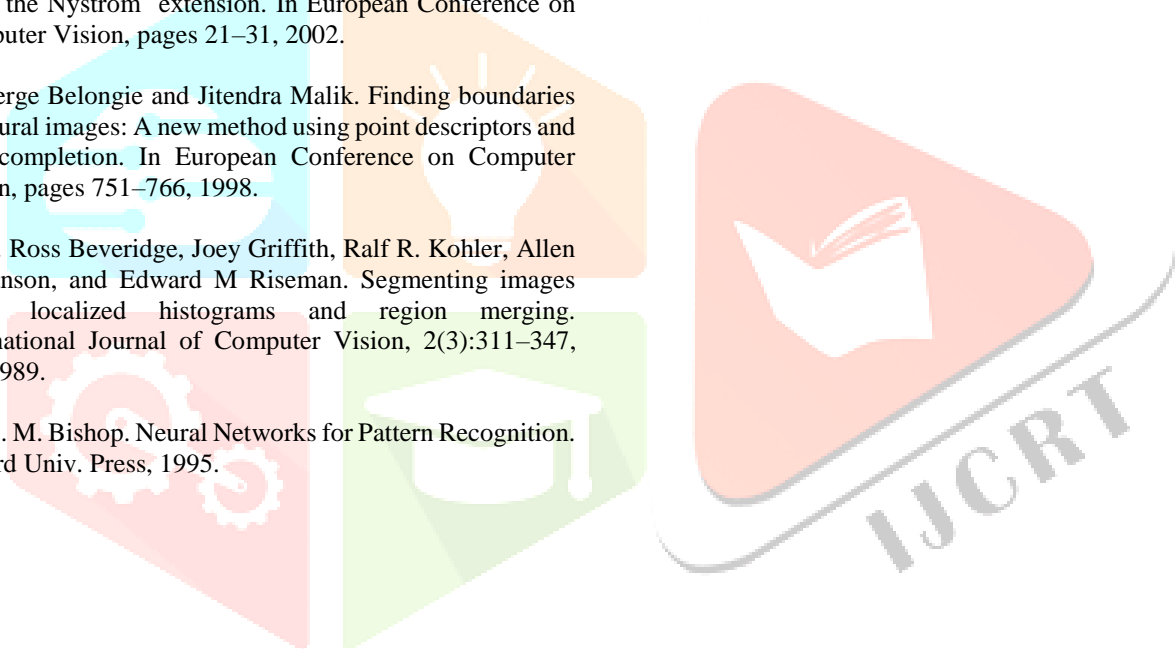 the Nystrom¨ extension. In European Conference on
puter Vision, pages 21–31, 2002.
erge Belongie and Jitendra Malik. Finding boundaries
ural images: A new method using point descriptors and
completion. In European Conference on Computer
n, pages 751–766, 1998.
. Ross Beveridge, Joey Griffith, Ralf R. Kohler, Allen
nson, and Edward M Riseman. Segmenting images
localized histograms and region merging.
national Journal of Computer Vision, 2(3):311–347,
989.
. M. Bishop. Neural Networks for Pattern Recognition.
rd Univ. Press, 1995.
IJCRT